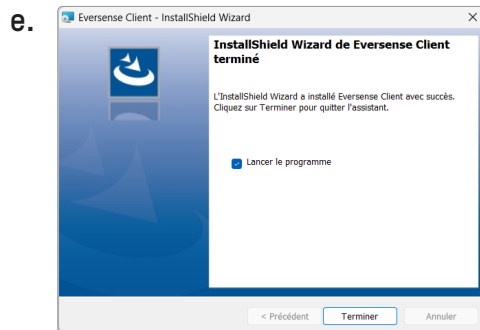 e.
Eversense Client - InstallShield Wizard
InstallShield Wizard de Eversense Client
terminé
L'InstallShield Wizard a installé Eversense Client avec succès.
Cliquez sur Terminer pour quitter l'assistant.
Lancer le programme
< Précédent Terminer Annuler